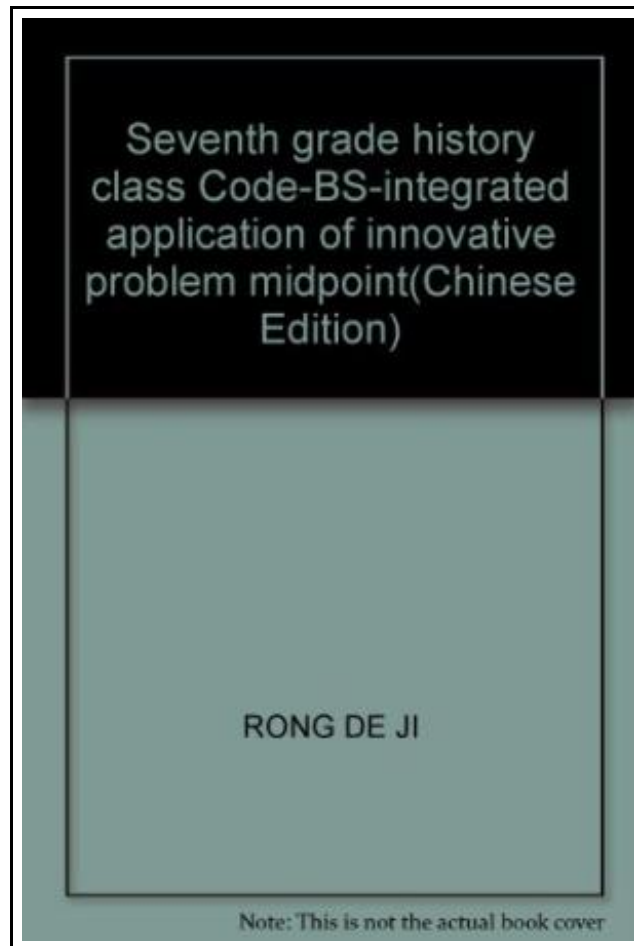 Seventh grade history
class Code-BS-integrated
application of innovative
problem midpoint(Chinese
Edition)
RONG DE JI
Note: This is not the actual book cover